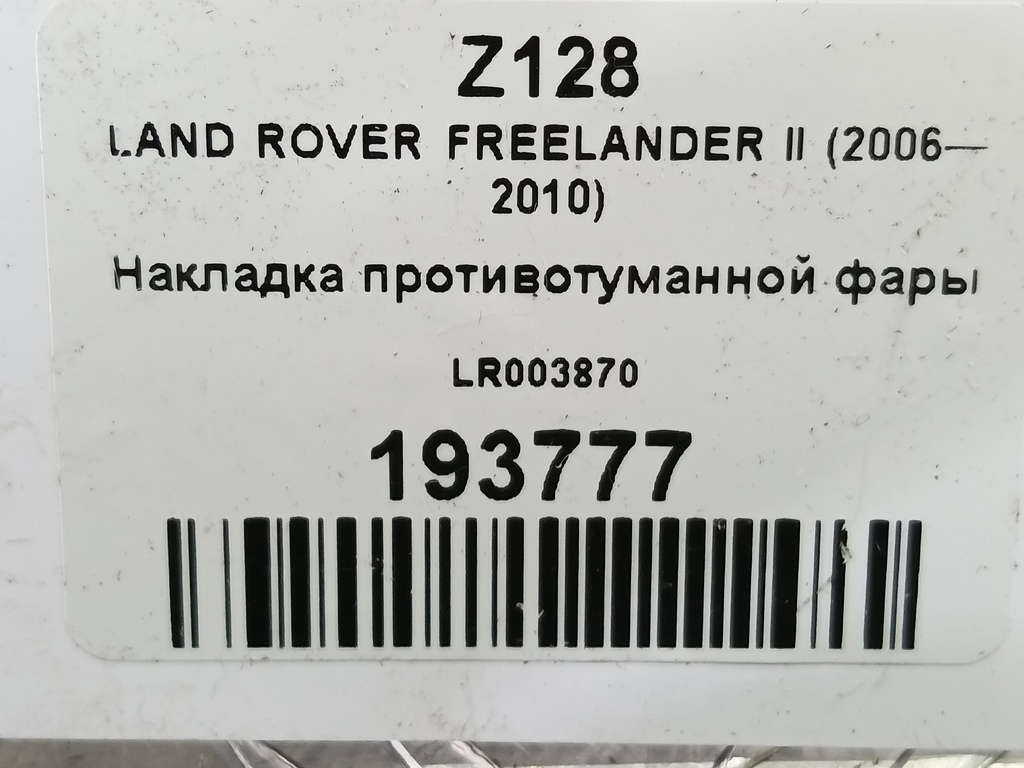 Z128
LAND ROVER FREELANDER II (2006—
2010)
Накладка противотуманной фары
LR003870
193777